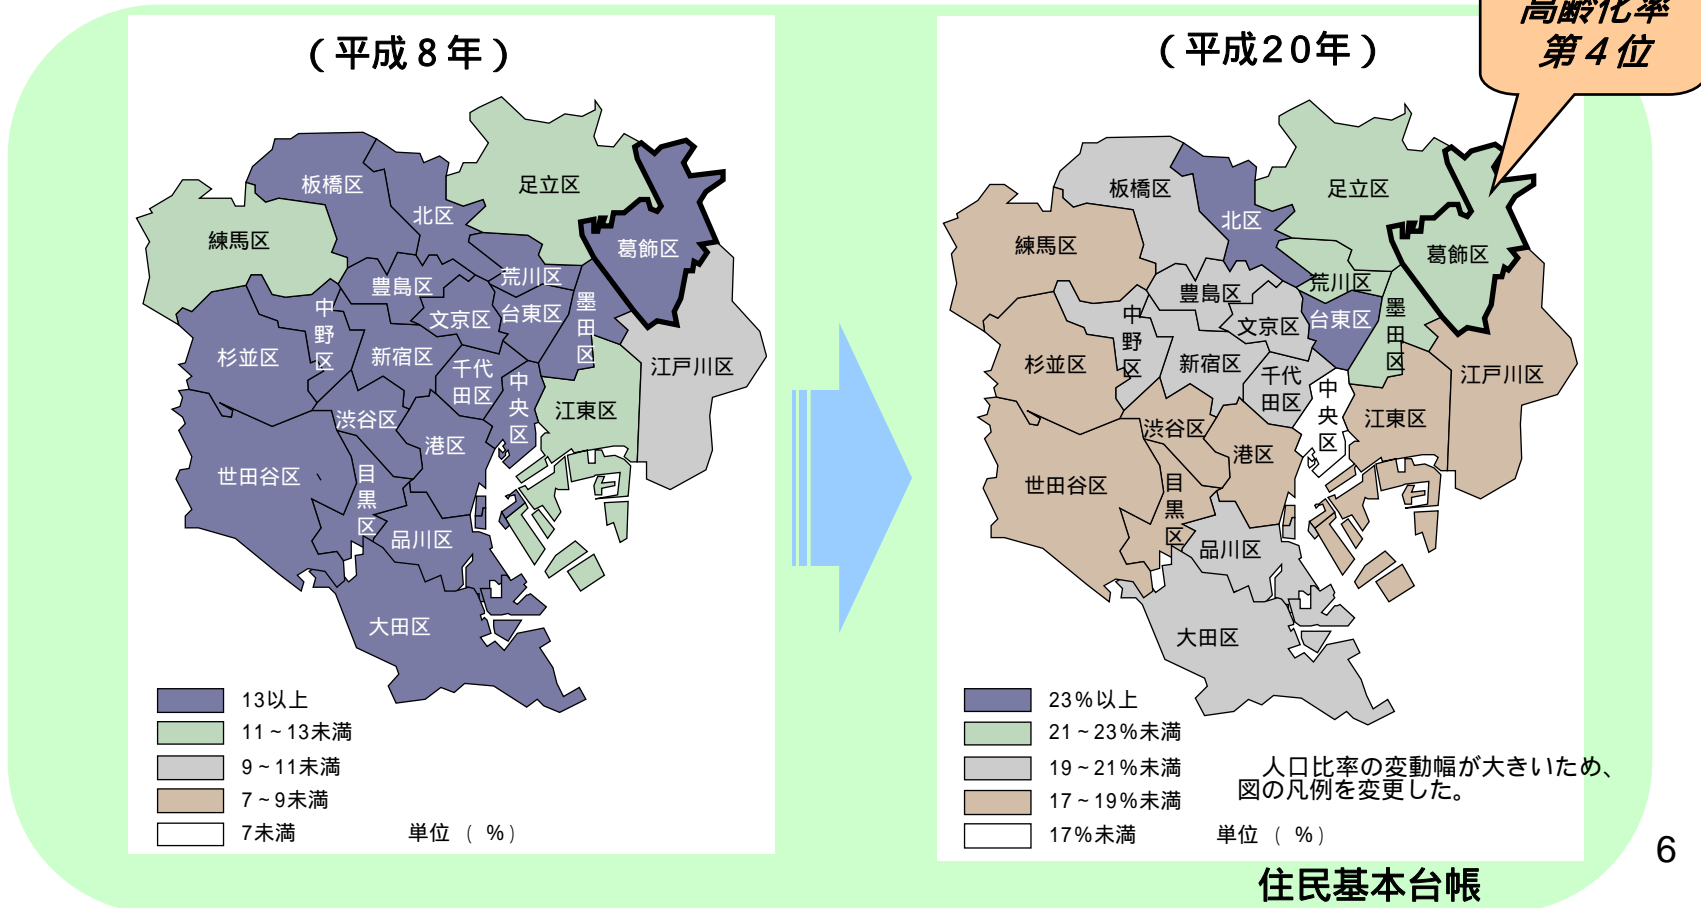 高齢化率
第４位
(平成８年)
(平成20年)
板橋区
北区
足立区
葛飾区
練馬区
荒川区
豊島区
文京区
台東区
墨田区
中野区
杉並区
新宿区
千代田区
中央区
江戸川区
江東区
渋谷区
港区
世田谷区
目黒区
品川区
大田区
13以上
11~13未満
9~11未満
7~9未満
7未満
単位(%)
板橋区
北区
足立区
葛飾区
練馬区
荒川区
豊島区
文京区
台東区
墨田区
中野区
杉並区
新宿区
千代田区
中央区
江戸川区
江東区
渋谷区
港区
世田谷区
目黒区
品川区
大田区
23%以上
21~23%未満
19~21%未満
17~19%未満
17%未満
単位(%)
人口比率の変動幅が大きいため、
図の凡例を変更した。
住民基本台帳
6